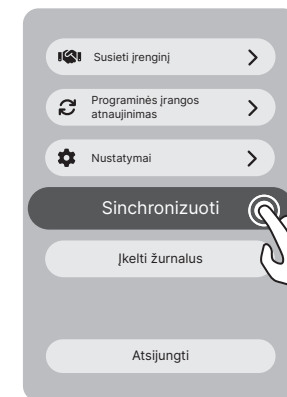 Susieti įrenginį
Programinės įrangos
atnaujinimas
Nustatymai
Sinchronizuoti
Įkelti žurnalus
Atsijungti